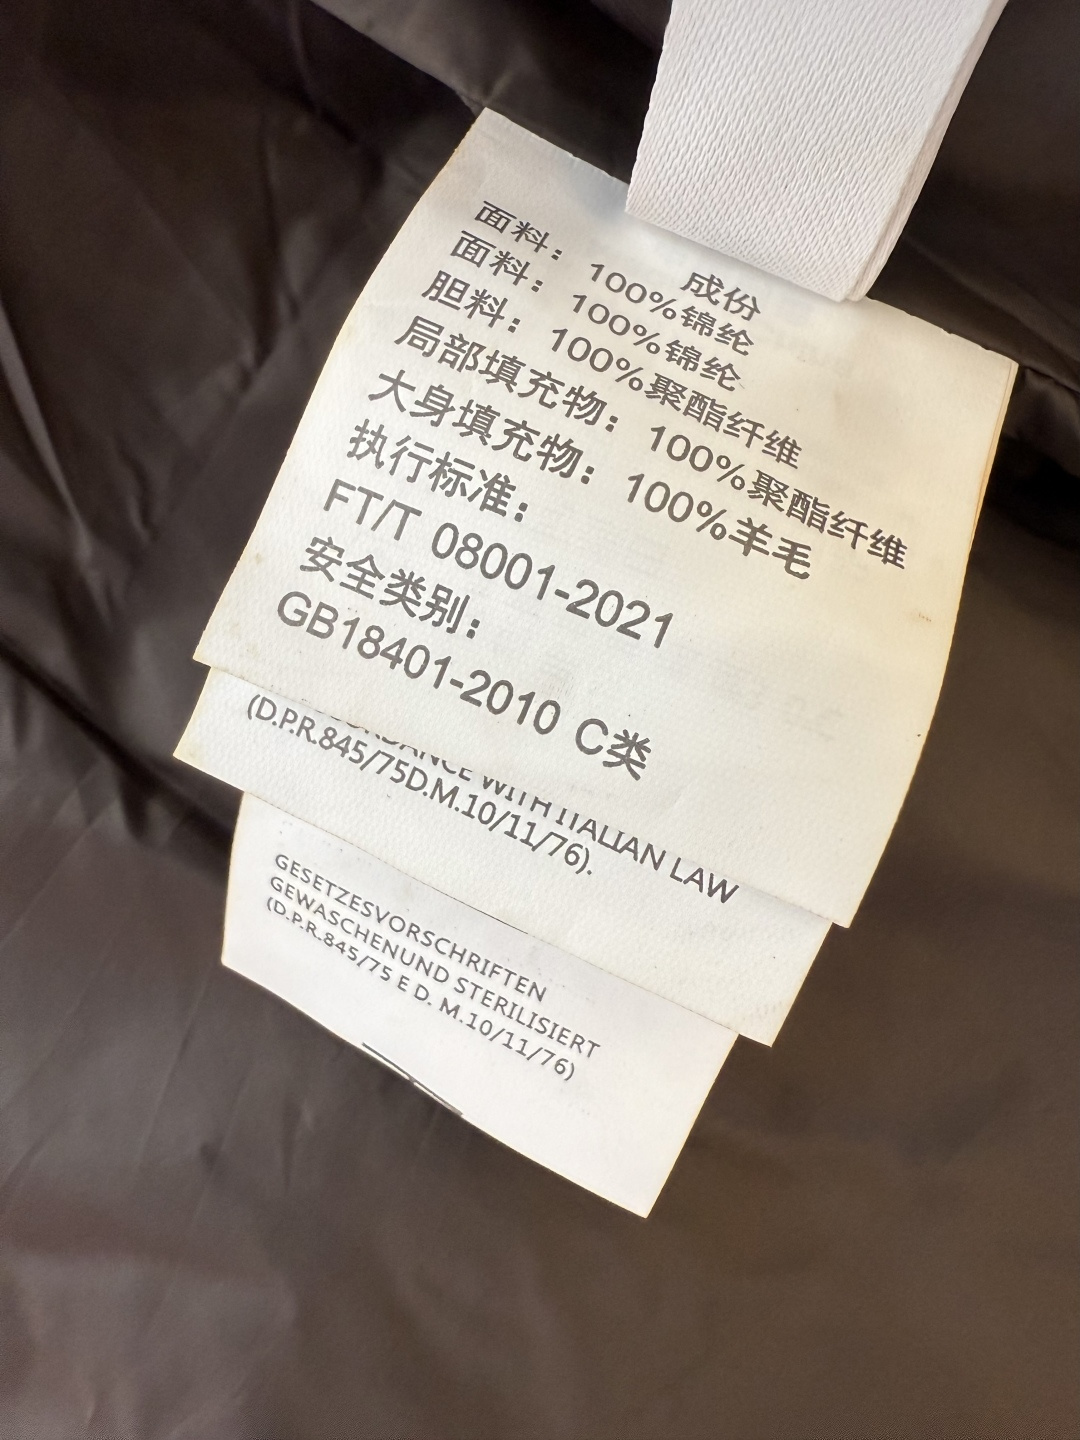 成份
面料：100%锦纶
面料：100%锦纶
胆料：100%聚酯纤维
局部填充物：100%聚酯纤维
大身填充物：100%羊毛
执行标准：
FT/T 08001-2021
安全类别：
GB18401-2010 C类
WITH ITALIAN LAW
(D.P.R.845/75D.M.10/11/76).
GESETZESVORSCHRIFTEN
GEWASCHENUND STERILISIERT
(D.P.R.845/75 E D. M.10/11/76)